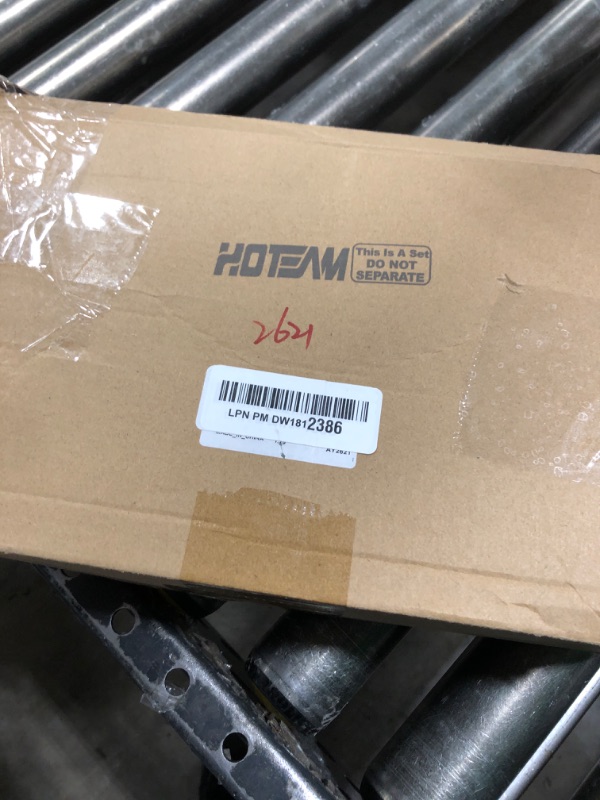 HOTEAM
This Is A Set
DO NOT
SEPARATE
2621
LPN PM DW1812386